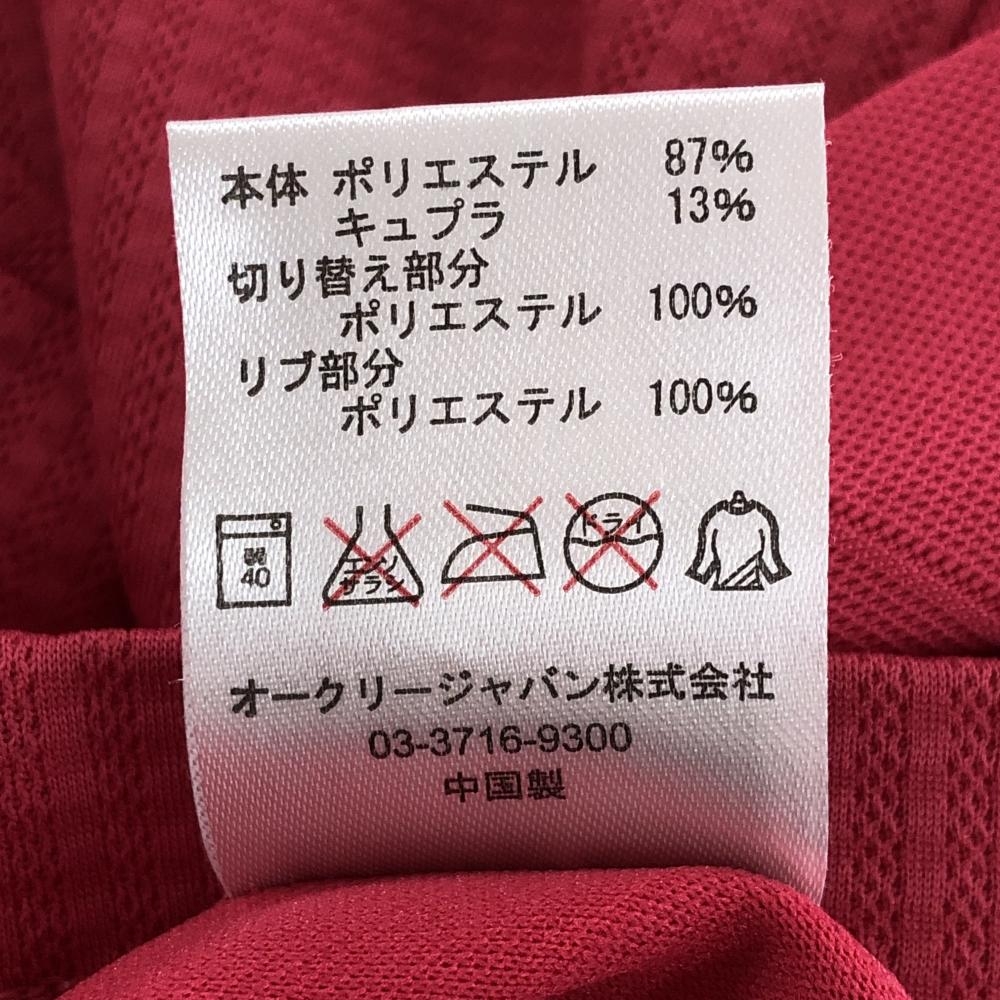 本体 ポリエステル 87%
キュプラ 13%
切り替え部分
ポリエステル 100%
リブ部分
ポリエステル 100%
40
エンソ
サラシ
ドライ
オークリージャパン株式会社
03-3716-9300
中国製